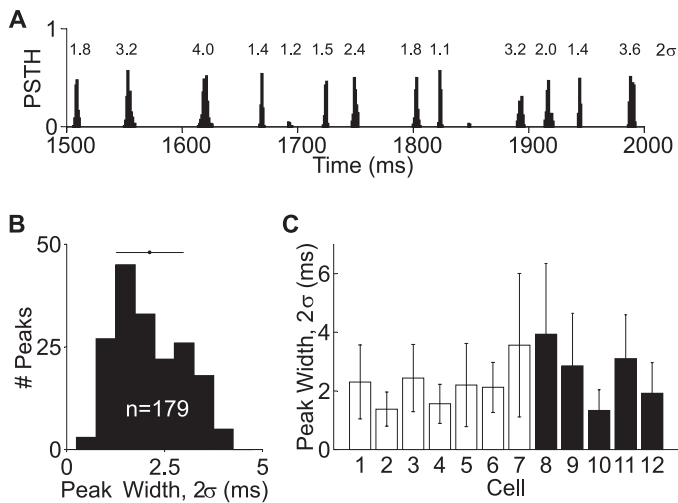 A
1.8 3.2 4.0 1.4 1.2 1.5 2.4 1.8 1.1 3.2 2.0 1.4 3.6 2σ
1
0
PSTH
1500 1600 1700 1800 1900 2000
Time (ms)
B
50
25
0
# Peaks
n=179
0 2.5 5
Peak Width, 2σ (ms)
C
6
4
2
0
Peak Width, 2σ (ms)
1 2 3 4 5 6 7 8 9 10 11 12
Cell